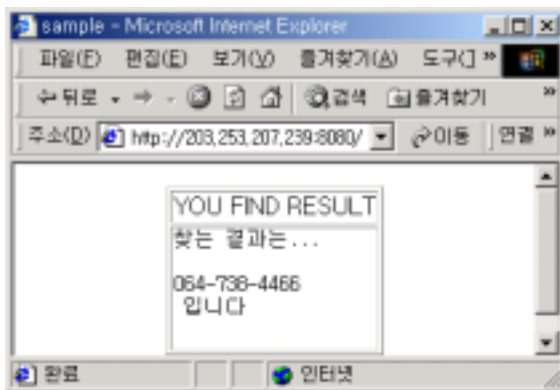 sample - Microsoft Internet Explorer
파일(F) 편집(E) 보기(V) 즐겨찾기(A) 도구(T) »
뒤로 검색 즐겨찾기 »
주소(D) http://203,253,207,239:8080/ 이동 연결 »
YOU FIND RESULT
찾는 결과는...
064-738-4466
입니다
완료 인터넷